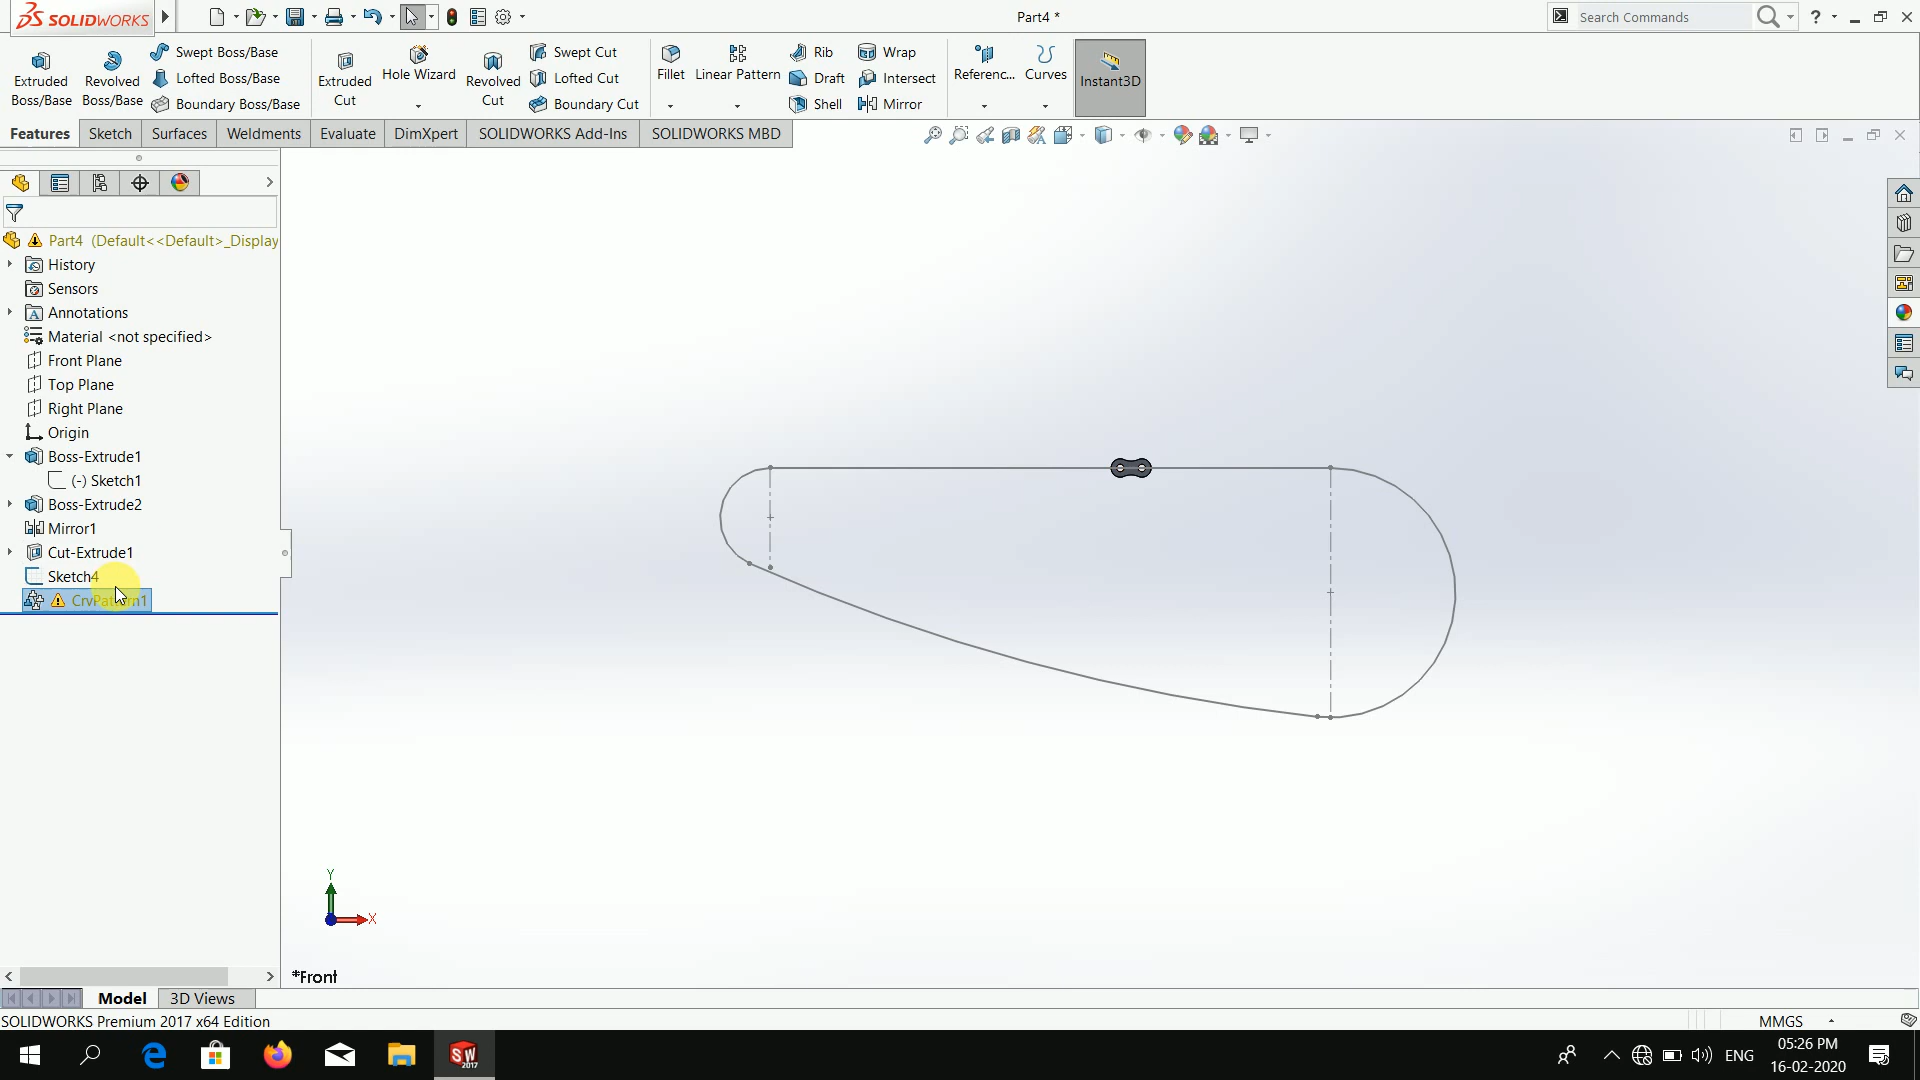 SOLIDWORKS
Part4 *
Search Commands
Extruded Boss/Base
Revolved Boss/Base
Swept Boss/Base
Lofted Boss/Base
Boundary Boss/Base
Extruded Cut
Hole Wizard
Revolved Cut
Swept Cut
Lofted Cut
Boundary Cut
Fillet
Linear Pattern
Rib
Draft
Shell
Wrap
Intersect
Mirror
Referenc...
Curves
Instant3D
Features
Sketch
Surfaces
Weldments
Evaluate
DimXpert
SOLIDWORKS Add-Ins
SOLIDWORKS MBD
Part4 (Default<<Default>_Display
History
Sensors
Annotations
Material <not specified>
Front Plane
Top Plane
Right Plane
Origin
Boss-Extrude1
(-) Sketch1
Boss-Extrude2
Mirror1
Cut-Extrude1
Sketch4
CrvPattern1
Y
X
*Front
Model
3D Views
SOLIDWORKS Premium 2017 x64 Edition
MMGS
SW
2017
ENG
05:26 PM
16-02-2020